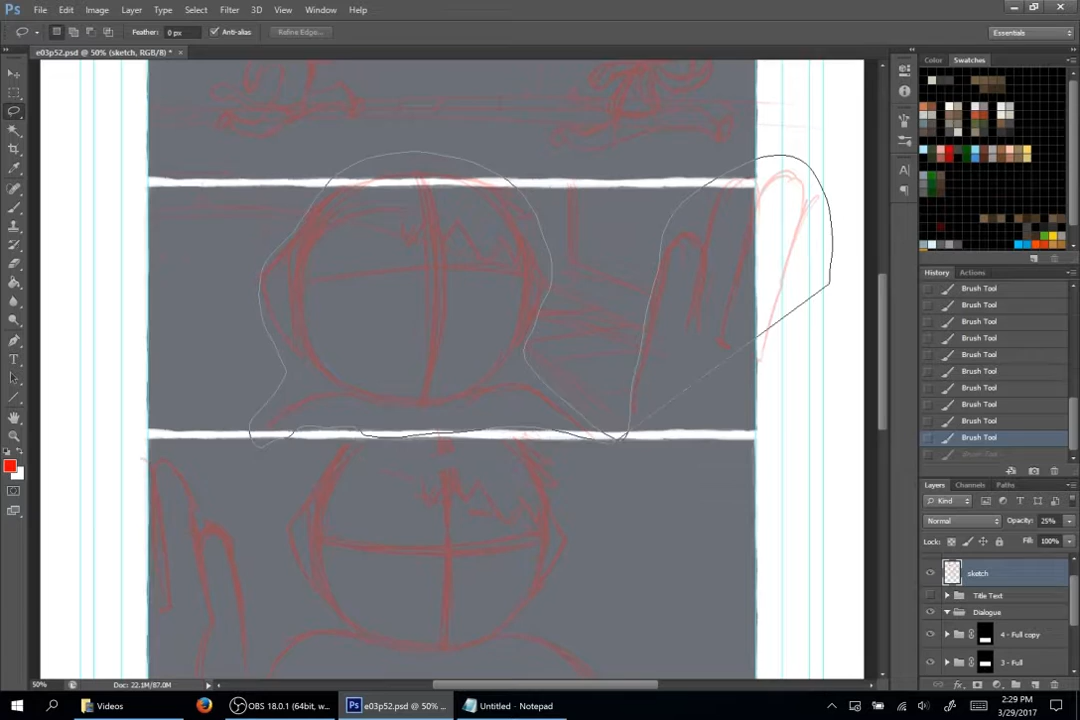 Ps File Edit Image Layer Type Select Filter 3D View Window Help
Feather: 0 px Anti-alias Refine Edge... Essentials
e03p52.psd @ 50% (sketch, RGB/8) * ×
Color Swatches
History Actions
Brush Tool
Brush Tool
Brush Tool
Brush Tool
Brush Tool
Brush Tool
Brush Tool
Brush Tool
Brush Tool
Brush Tool
Brush Tool
Layers Channels Paths
Kind
Normal Opacity: 25%
Lock: Fill: 100%
sketch
Title Text
Dialogue
4 - Full copy
3 - Full
50% Doc: 22.1M/87.0M
Videos OBS 18.0.1 (64bit, w... Ps e03p52.psd @ 50% ... Untitled - Notepad 2:29 PM
3/29/2017